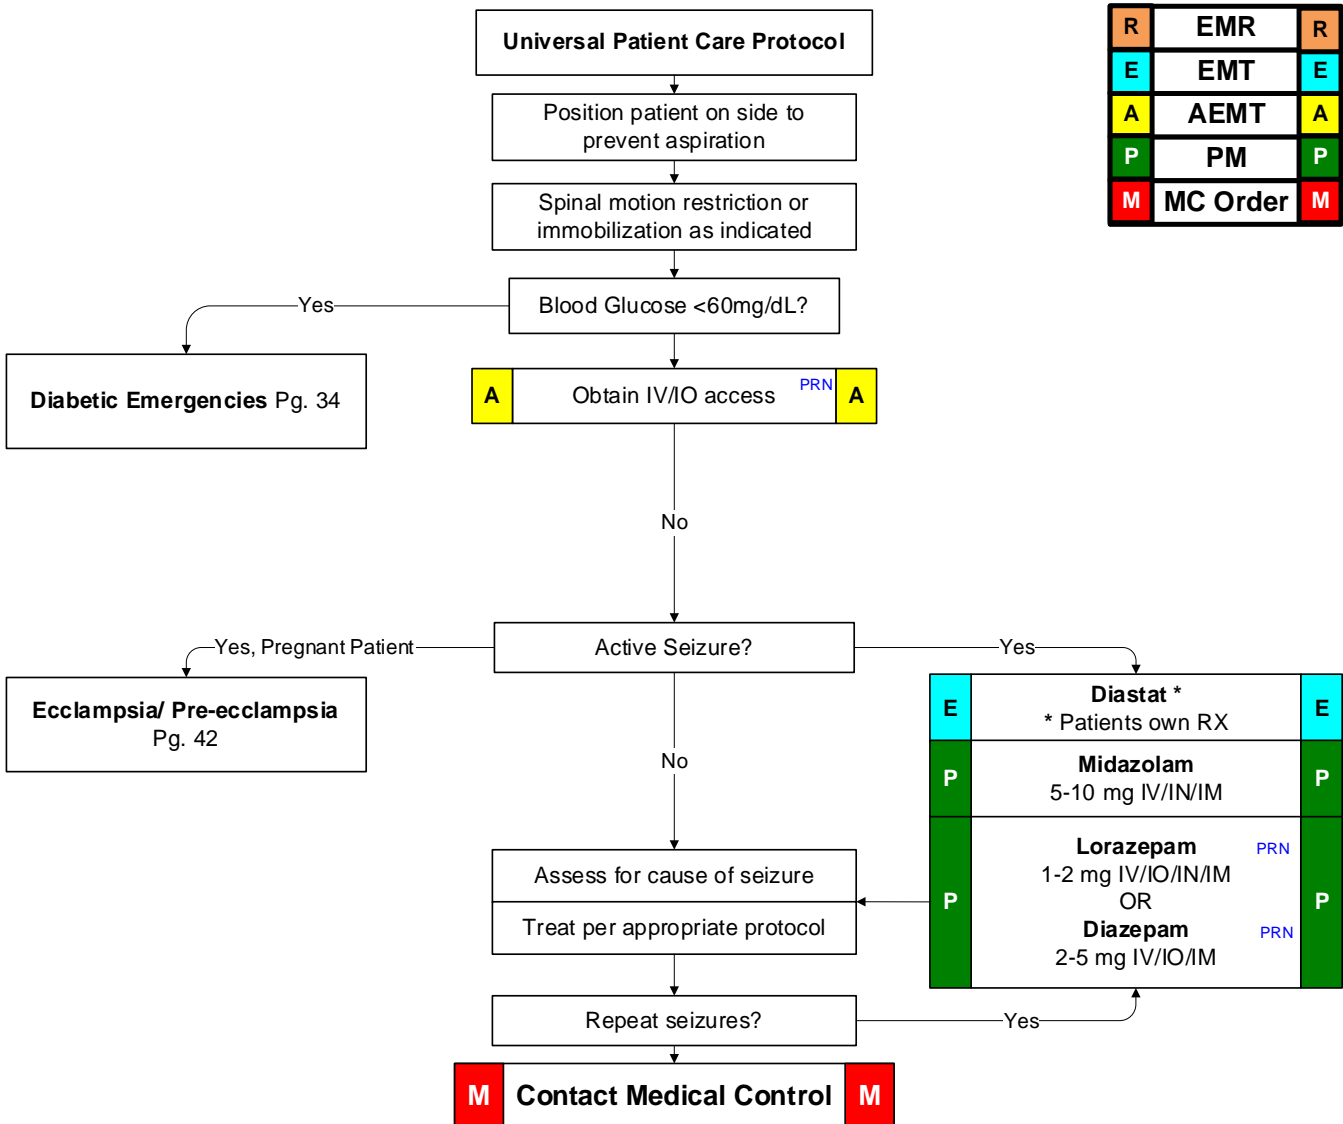 Universal Patient Care Protocol
R EMR R
E EMT E
A AEMT A
P PM P
M MC Order M
Position patient on side to
prevent aspiration
Spinal motion restriction or
immobilization as indicated
Blood Glucose <60mg/dL?
Yes
Diabetic Emergencies Pg. 34
A Obtain IV/IO access PRN A
No
Active Seizure?
Yes, Pregnant Patient
Ecclampsia/ Pre-ecclampsia
Pg. 42
Yes
E Diastat * E
* Patients own RX
P Midazolam P
5-10 mg IV/IN/IM
Lorazepam PRN
1-2 mg IV/IO/IN/IM
P OR P
Diazepam PRN
2-5 mg IV/IO/IM
No
Assess for cause of seizure
Treat per appropriate protocol
Repeat seizures?
Yes
M Contact Medical Control M